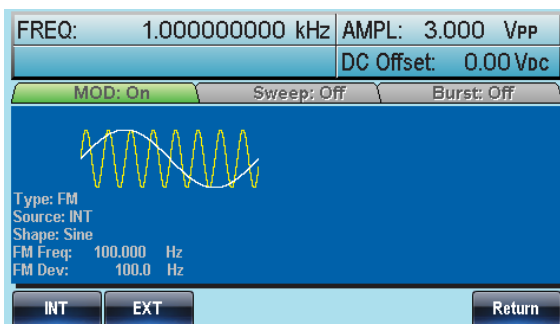 FREQ: 1.000000000 kHz AMPL: 3.000 VPP
DC Offset: 0.00 VDC
MOD: On Sweep: Off Burst: Off
Type: FM
Source: INT
Shape: Sine
FM Freq: 100.000 Hz
FM Dev: 100.0 Hz
INT EXT Return